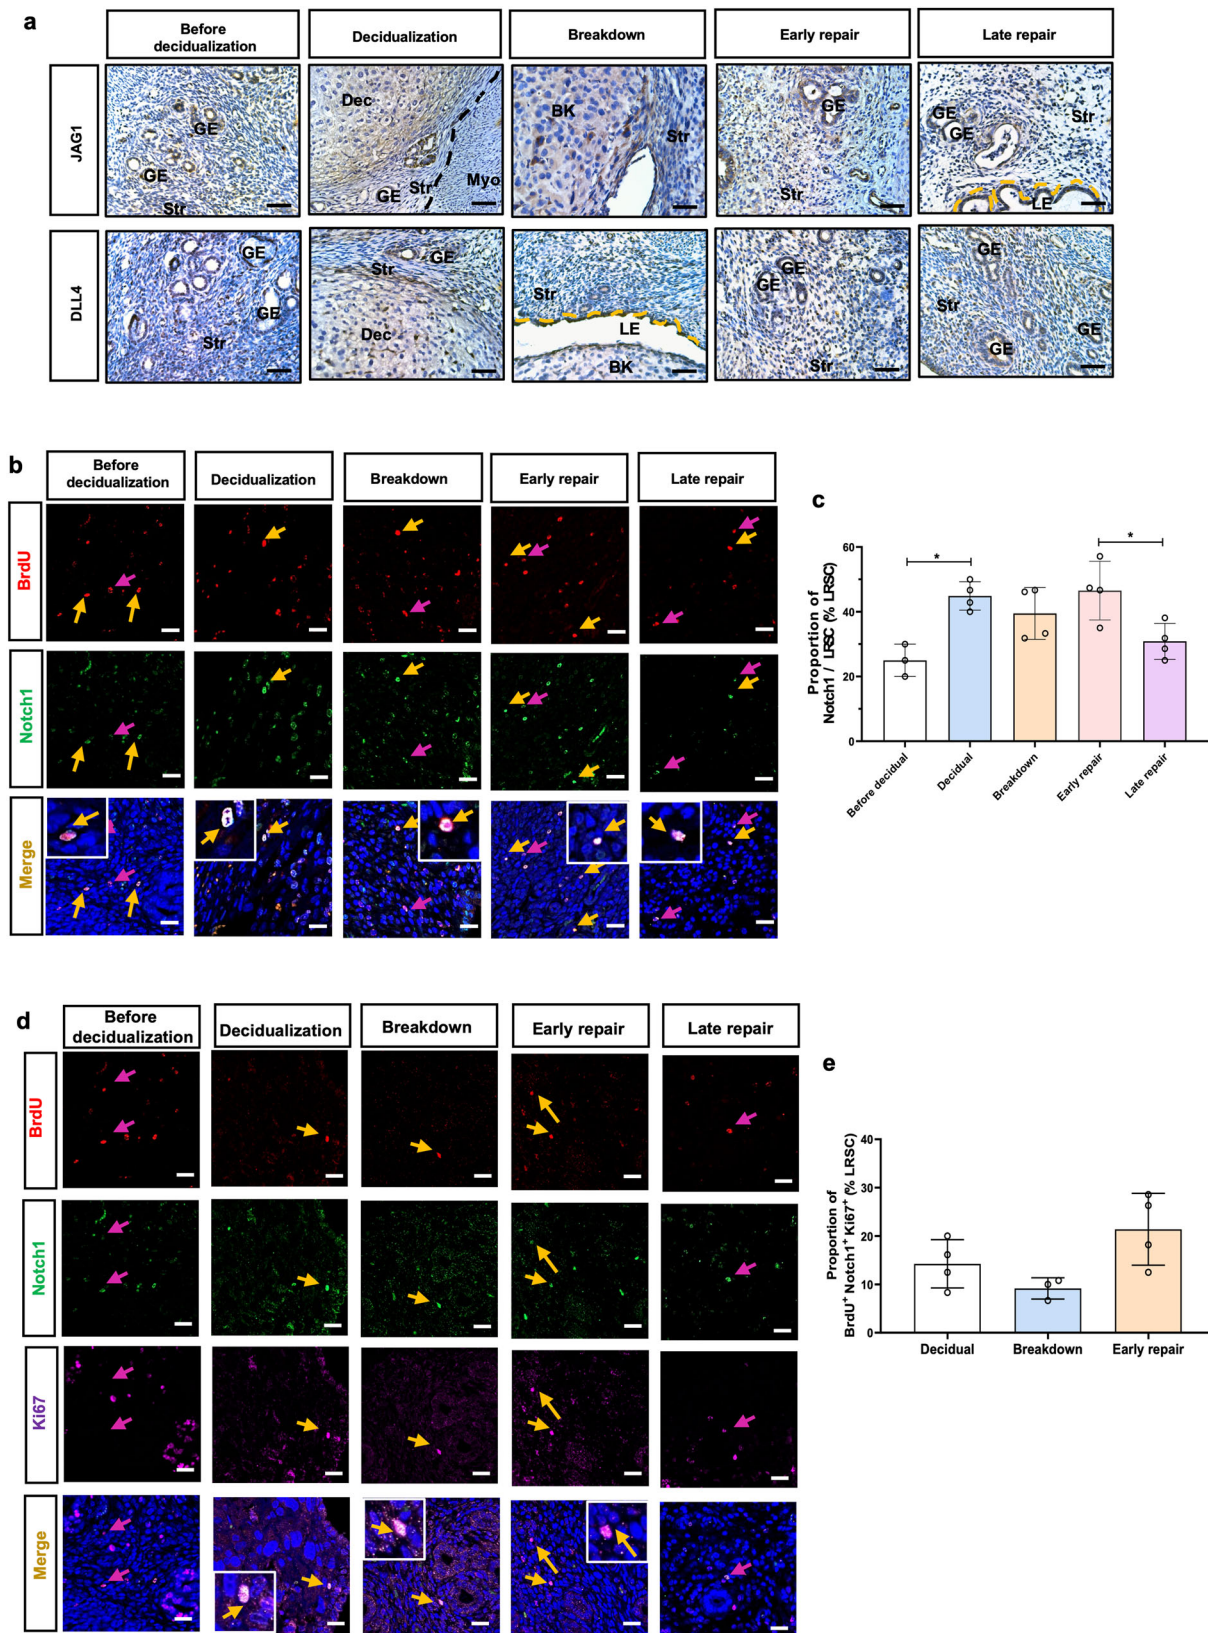 a
Before
decidualization
Decidualization
Breakdown
Early repair
Late repair
JAG1
GE
GE
Str
Dec
GE
Str
Myo
BK
Str
GE
Str
GE
GE
Str
LE
DLL4
GE
GE
Str
GE
Str
Dec
Str
LE
BK
GE
GE
Str
GE
Str
GE
GE
b
Before
decidualization
Decidualization
Breakdown
Early repair
Late repair
BrdU
Notch1
Merge
c
Proportion of
Notch1 / LRSC (% LRSC)
60
40
20
0
*
*
Before decidual
Decidual
Breakdown
Early repair
Late repair
d
Before
decidualization
Decidualization
Breakdown
Early repair
Late repair
BrdU
Notch1
Ki67
Merge
e
Proportion of
BrdU⁺ Notch1⁺ Ki67⁺ (% LRSC)
40
30
20
10
0
Decidual
Breakdown
Early repair